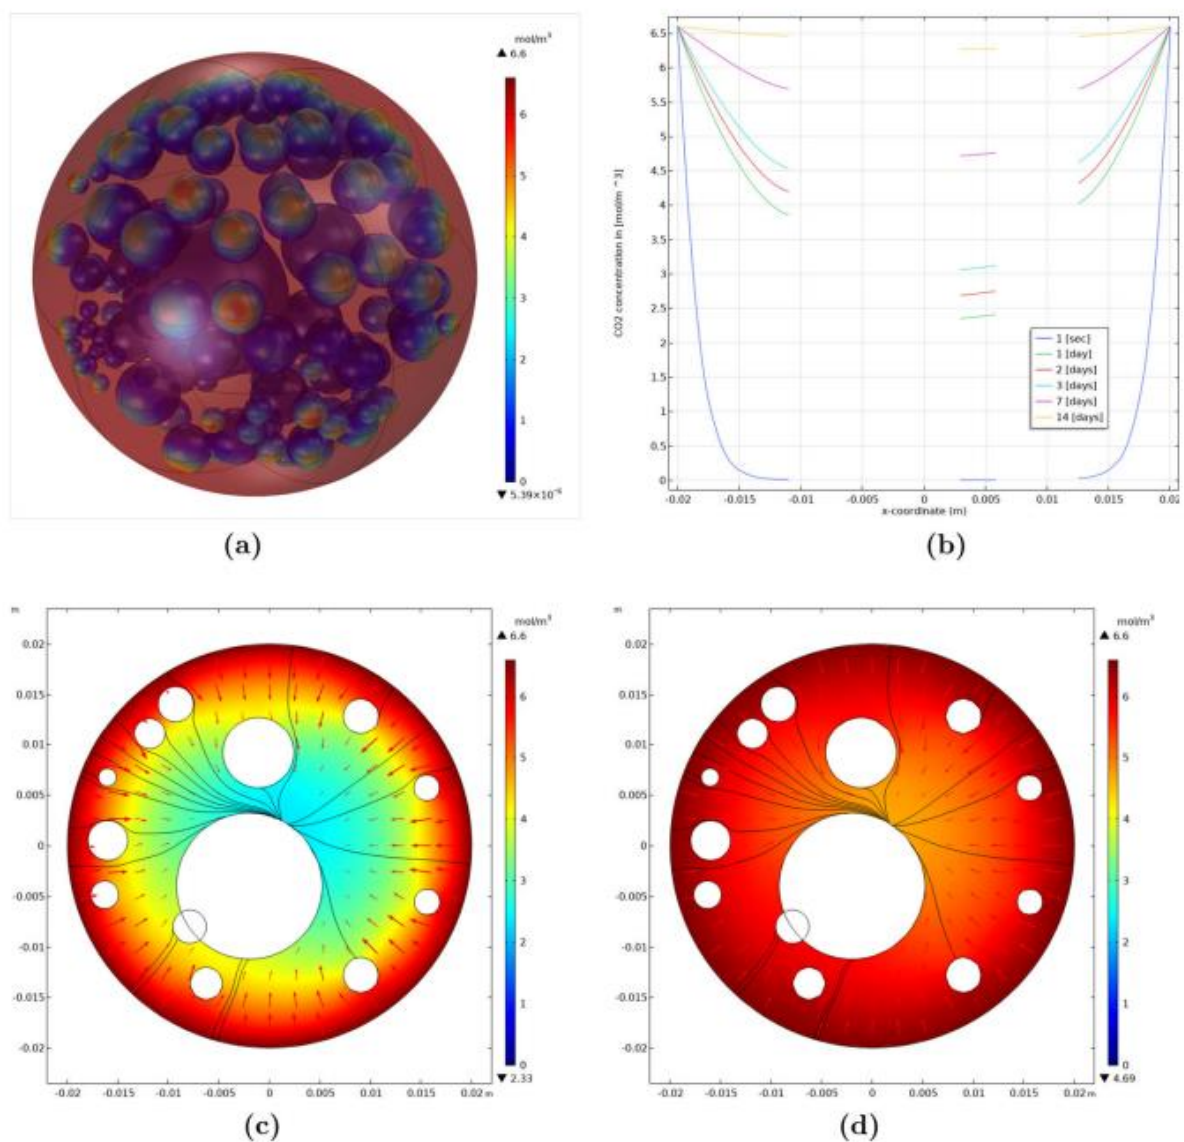 mol/m³
▲ 6.6
6
5
4
3
2
1
0
▼ 5.39×10⁻⁶
(a)
CO2 concentration in [mol/m^3]
6.5
6
5.5
5
4.5
4
3.5
3
2.5
2
1.5
1
0.5
0
1 [sec]
1 [day]
2 [days]
3 [days]
7 [days]
14 [days]
-0.02 -0.015 -0.01 -0.005 0 0.005 0.01 0.015 0.02
x-coordinate (m)
(b)
m
0.02
0.015
0.01
0.005
0
-0.005
-0.01
-0.015
-0.02
-0.02 -0.015 -0.01 -0.005 0 0.005 0.01 0.015 0.02 m
mol/m³
▲ 6.6
6
5
4
3
2
1
0
▼ 2.33
(c)
m
0.02
0.015
0.01
0.005
0
-0.005
-0.01
-0.015
-0.02
-0.02 -0.015 -0.01 -0.005 0 0.005 0.01 0.015 0.02 m
mol/m³
▲ 6.6
6
5
4
3
2
1
0
▼ 4.69
(d)